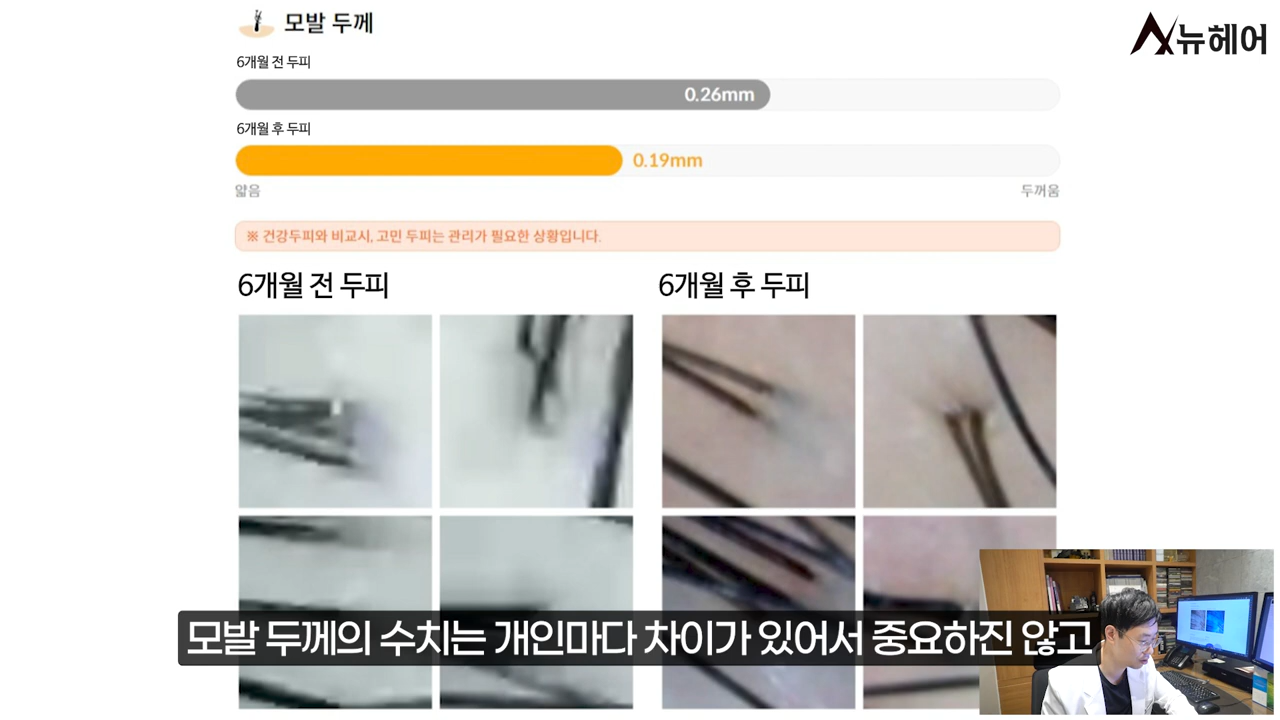 모발 두께
뉴헤어
6개월 전 두피
0.26mm
6개월 후 두피
0.19mm
얇음
두꺼움
※ 건강두피와 비교시, 고민 두피는 관리가 필요한 상황입니다.
6개월 전 두피
6개월 후 두피
모발 두께의 수치는 개인마다 차이가 있어서 중요하진 않고